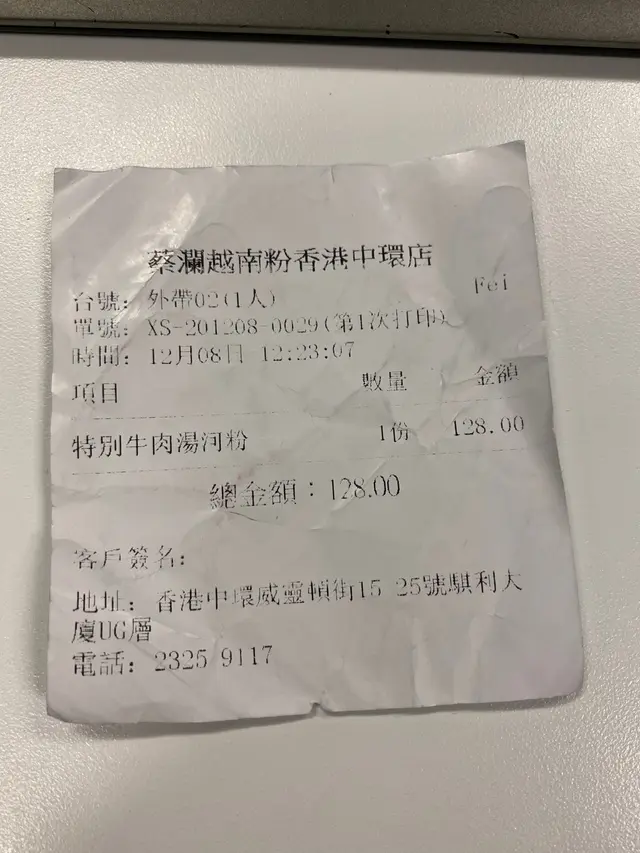 蔡瀾越南粉香港中環店
Fei
台號: 外帶02(1人)
單號: XS-201208-0029(第1次打印)
時間: 12月08日 12:23:07
項目 數量 金額
特別牛肉湯河粉 1份 128.00
總金額: 128.00
客戶簽名:
地址: 香港中環威靈頓街15 25號騏利大
廈UG層
電話: 2325 9117